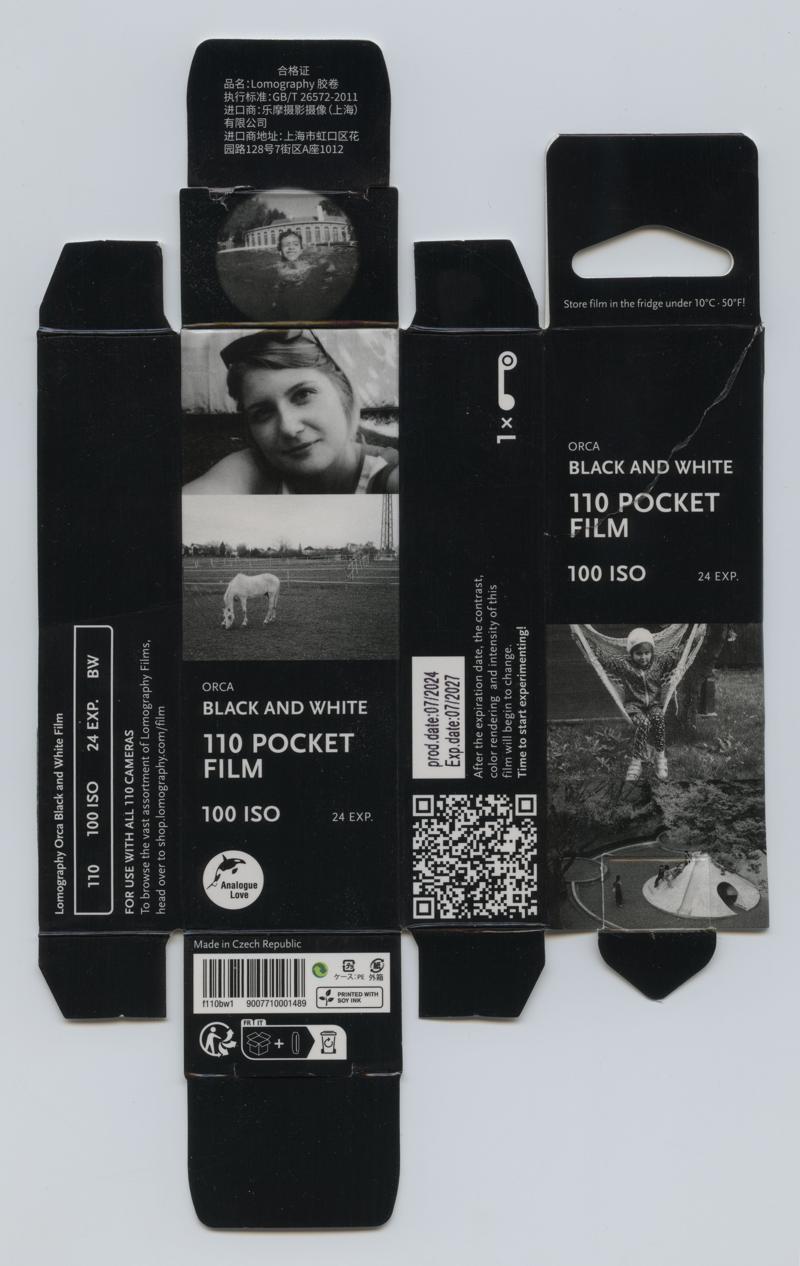 合格证
品名：Lomography 胶卷
执行标准：GB/T 26572-2011
进口商：乐摩摄影摄像（上海）
有限公司
进口商地址：上海市虹口区花
园路128号7街区A座1012
Store film in the fridge under 10°C · 50°F!
Lomography Orca Black and White Film
110 100 ISO 24 EXP. BW
FOR USE WITH ALL 110 CAMERAS
To browse the vast assortment of Lomography Films,
head over to shop.lomography.com/film
ORCA
BLACK AND WHITE
110 POCKET
FILM
100 ISO 24 EXP.
Analogue
Love
1×
prod.date:07/2024
Exp.date:07/2027
After the expiration date, the contrast,
color rendering and intensity of this
film will begin to change.
Time to start experimenting!
ORCA
BLACK AND WHITE
110 POCKET
FILM
100 ISO 24 EXP.
Made in Czech Republic
f110bw1 9007710001489
ケース:PE 外箱
PRINTED WITH
SOY INK
FR IT
+